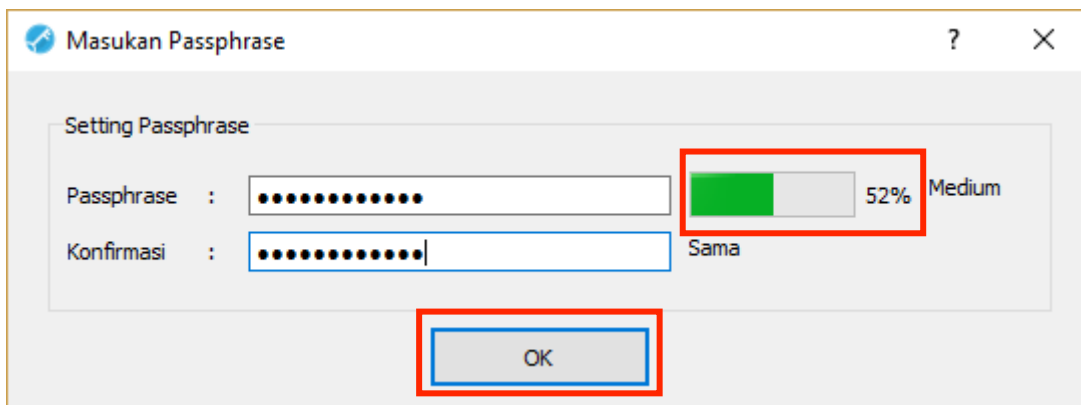 Masukan Passphrase ?
Setting Passphrase
Passphrase : ●●●●●●●●●●●● 52% Medium
Konfirmasi : ●●●●●●●●●●●● Sama
OK